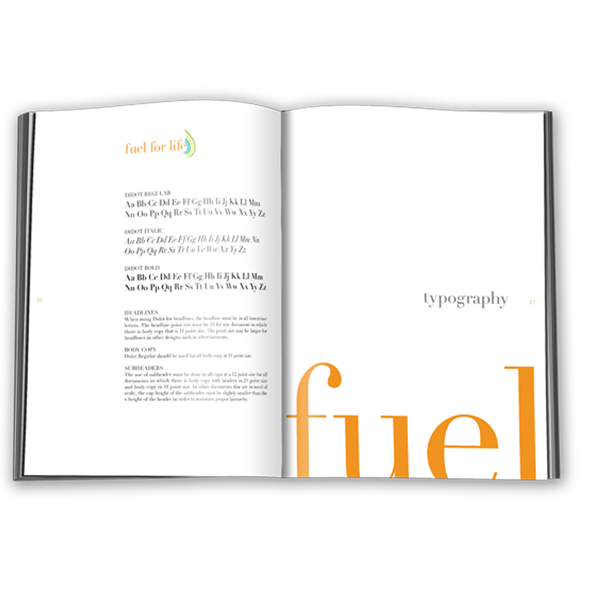 fuel for life
DIDOT REGULAR
Aa Bb Cc Dd Ee Ff Gg Hh Ii Jj Kk Ll Mm
Nn Oo Pp Qq Rr Ss Tt Uu Vv Ww Xx Yy Zz
DIDOT ITALIC
Aa Bb Cc Dd Ee Ff Gg Hh Ii Jj Kk Ll Mm Nn
Oo Pp Qq Rr Ss Tt Uu Vv Ww Xx Yy Zz
DIDOT BOLD
Aa Bb Cc Dd Ee Ff Gg Hh Ii Jj Kk Ll Mm
Nn Oo Pp Qq Rr Ss Tt Uu Vv Ww Xx Yy Zz
HEADLINES
When using Didot for headlines, the headline must be in all lowercase
letters. The headline point size must be 24 for any document in which
there is body copy that is 11 point size. The point size may be larger for
headlines in other designs such as advertisements.
BODY COPY
Didot Regular should be used for all body copy at 11 point size.
SUBHEADERS
The use of subheader must be done in all caps at a 12 point size for all
documents in which there is body copy with headers in 24 point size
and body copy in 11 point size. In other documents this set is need of
scale, the cap height of the subheader must be slightly smaller than the
x-height of the header in order to maintain proper hierarchy.
16
typography
17
fuel